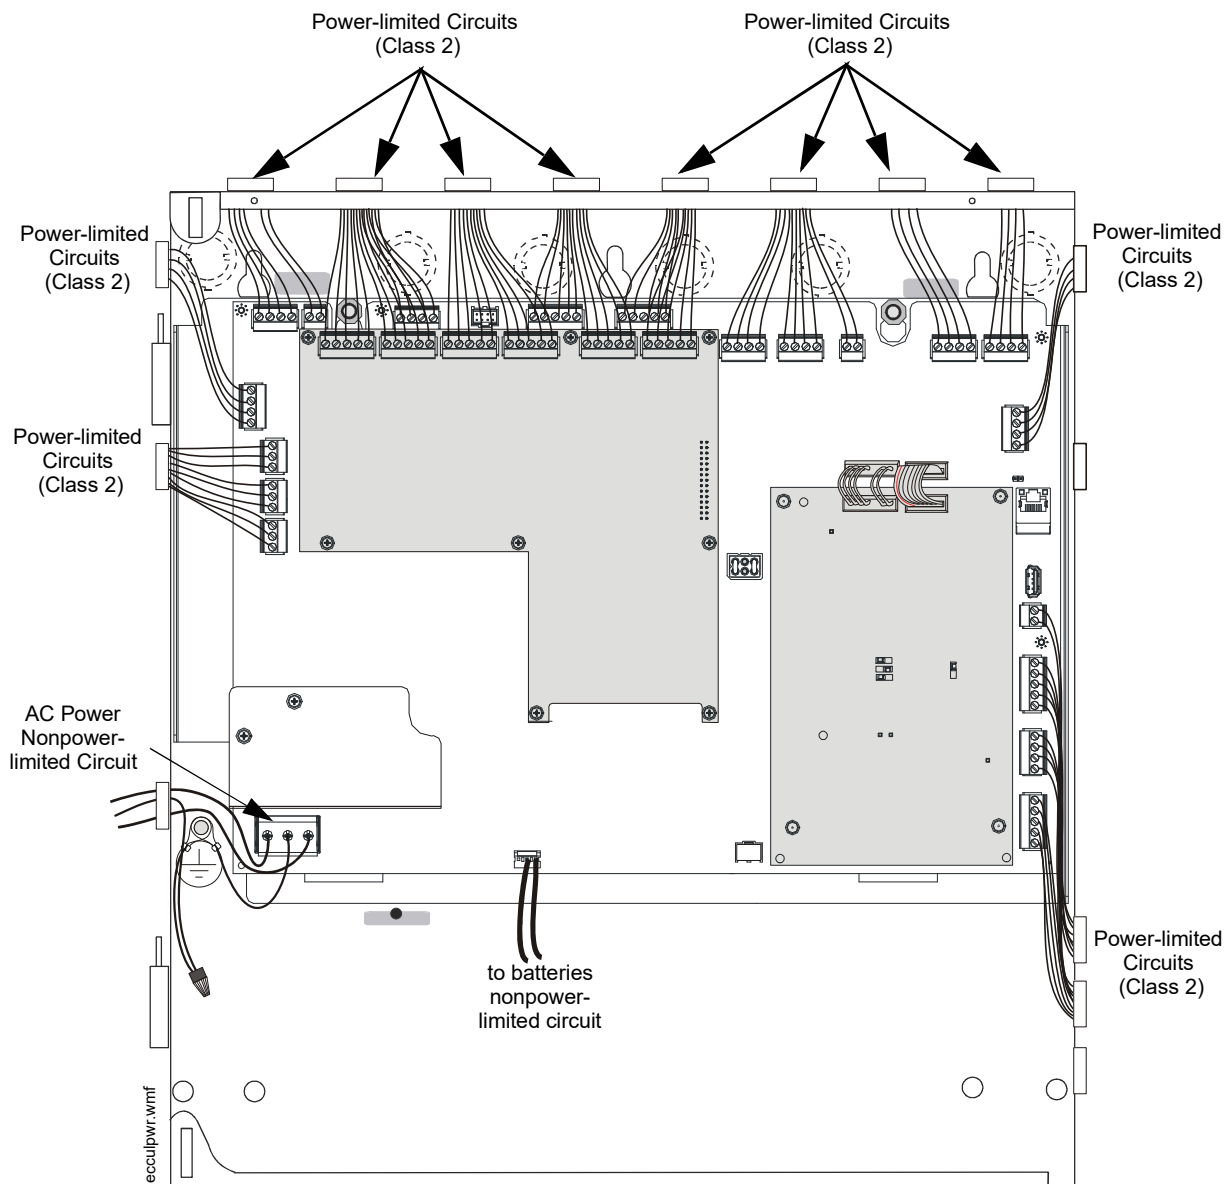 Power-limited Circuits
(Class 2)
Power-limited Circuits
(Class 2)
Power-limited
Circuits
(Class 2)
Power-limited
Circuits
(Class 2)
Power-limited
Circuits
(Class 2)
AC Power
Nonpower-
limited Circuit
Power-limited
Circuits
(Class 2)
to batteries
nonpower-
limited circuit
ecculpwr.wmf